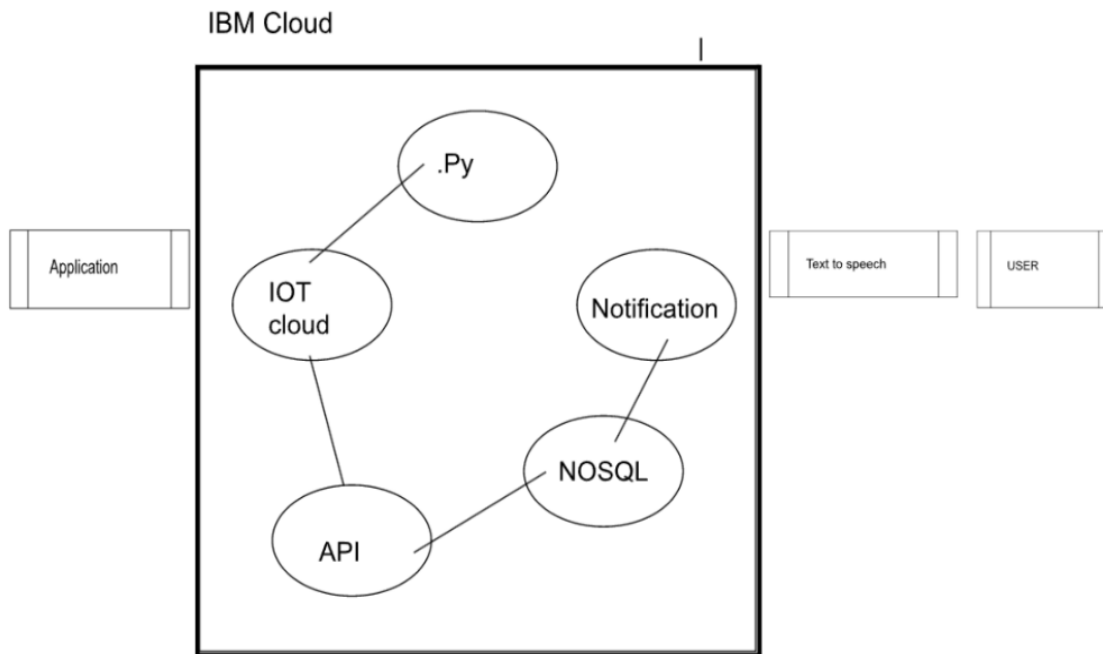 IBM Cloud
.Py
Application
IOT
cloud
Notification
Text to speech
USER
NOSQL
API